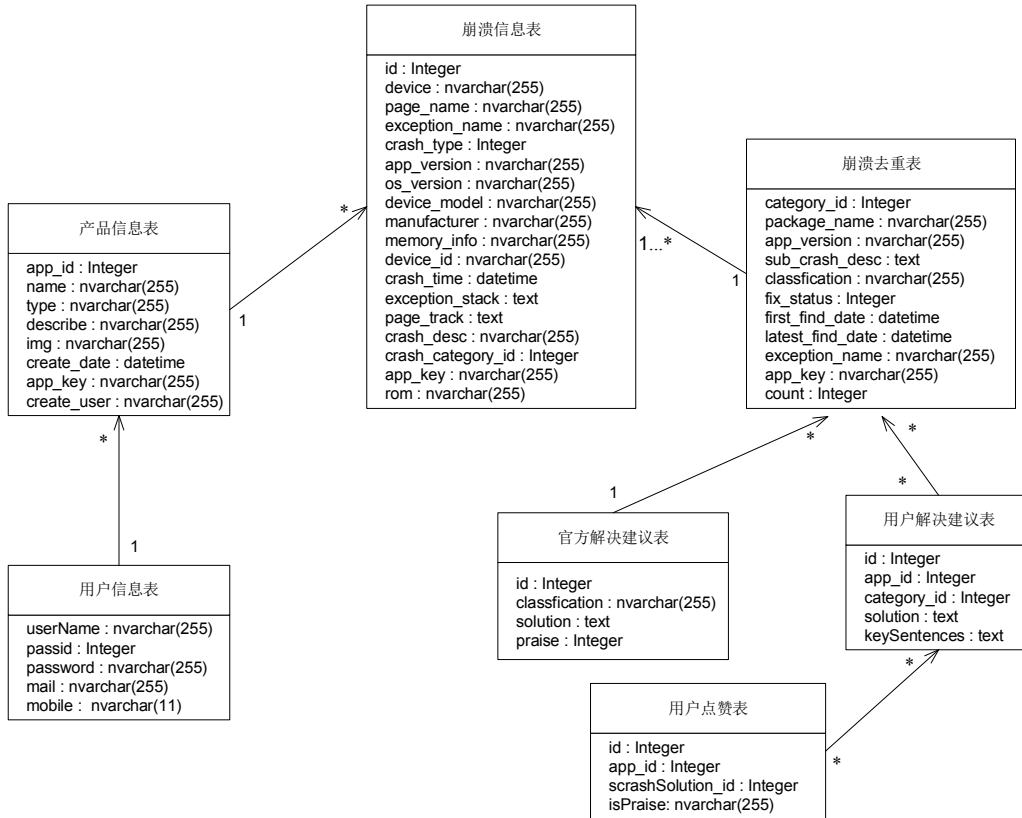 崩溃信息表
id : Integer
device : nvarchar(255)
page_name : nvarchar(255)
exception_name : nvarchar(255)
crash_type : Integer
app_version : nvarchar(255)
os_version : nvarchar(255)
device_model : nvarchar(255)
manufacturer : nvarchar(255)
memory_info : nvarchar(255)
device_id : nvarchar(255)
crash_time : datetime
exception_stack : text
page_track : text
crash_desc : nvarchar(255)
crash_category_id : Integer
app_key : nvarchar(255)
rom : nvarchar(255)
崩溃去重表
category_id : Integer
package_name : nvarchar(255)
app_version : nvarchar(255)
sub_crash_desc : text
classfication : nvarchar(255)
fix_status : Integer
first_find_date : datetime
latest_find_date : datetime
exception_name : nvarchar(255)
app_key : nvarchar(255)
count : Integer
产品信息表
app_id : Integer
name : nvarchar(255)
type : nvarchar(255)
describe : nvarchar(255)
img : nvarchar(255)
create_date : datetime
app_key : nvarchar(255)
create_user : nvarchar(255)
*
1
1...*
1
*
1
*
1
*
*
用户信息表
userName : nvarchar(255)
passid : Integer
password : nvarchar(255)
mail : nvarchar(255)
mobile : nvarchar(11)
官方解决建议表
id : Integer
classfication : nvarchar(255)
solution : text
praise : Integer
用户解决建议表
id : Integer
app_id : Integer
category_id : Integer
solution : text
keySentences : text
*
*
用户点赞表
id : Integer
app_id : Integer
scrashSolution_id : Integer
isPraise: nvarchar(255)